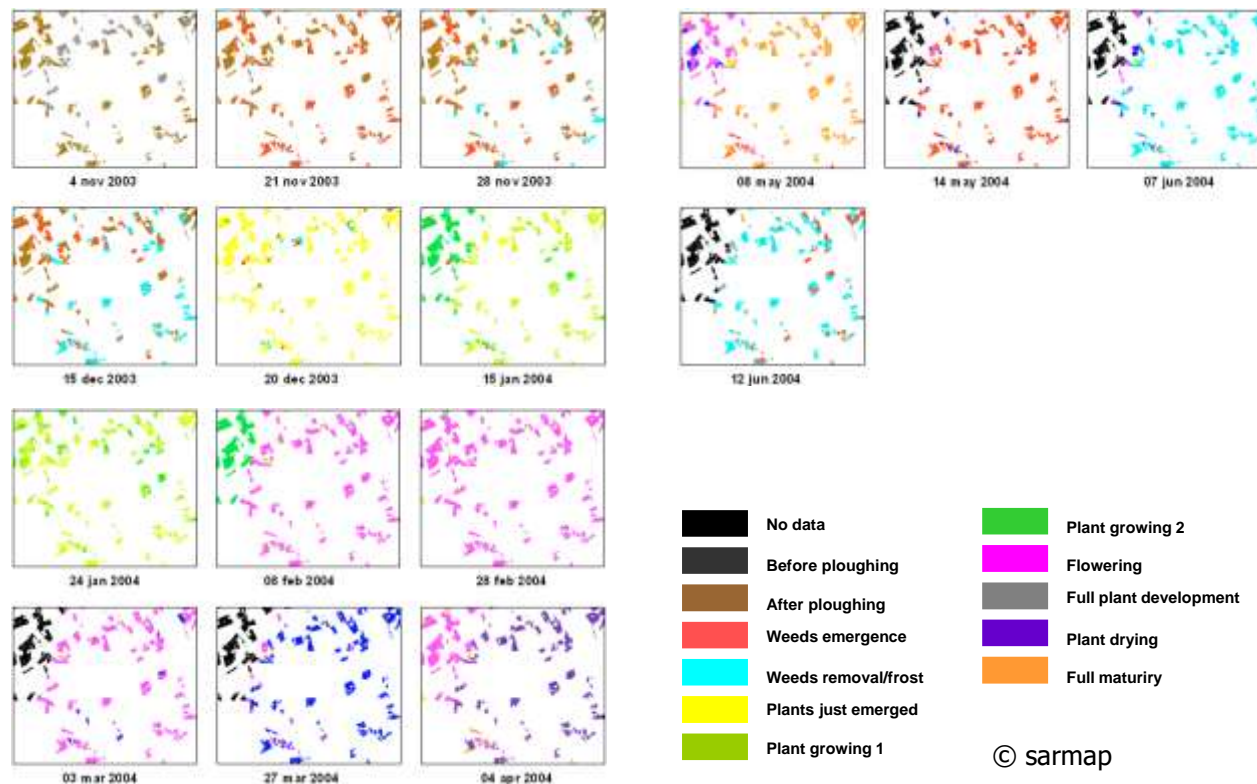 4 nov 2003
21 nov 2003
28 nov 2003
08 may 2004
14 may 2004
07 jun 2004
15 dec 2003
20 dec 2003
15 jan 2004
12 jun 2004
24 jan 2004
08 feb 2004
28 feb 2004
03 mar 2004
27 mar 2004
04 apr 2004
No data
Before ploughing
After ploughing
Weeds emergence
Weeds removal/frost
Plants just emerged
Plant growing 1
Plant growing 2
Flowering
Full plant development
Plant drying
Full maturiry
© sarmap